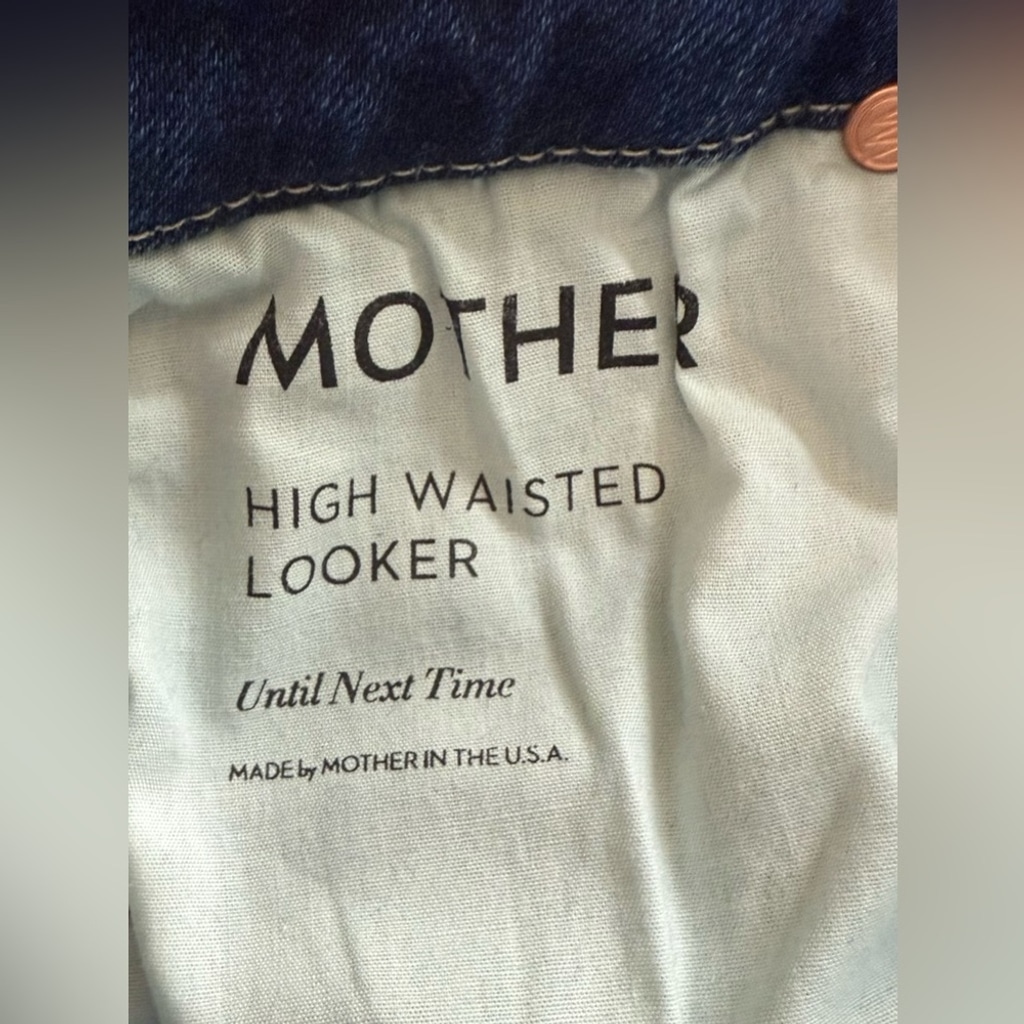 MOTHER
HIGH WAISTED
LOOKER
Until Next Time
MADE by MOTHER IN THE U.S.A.